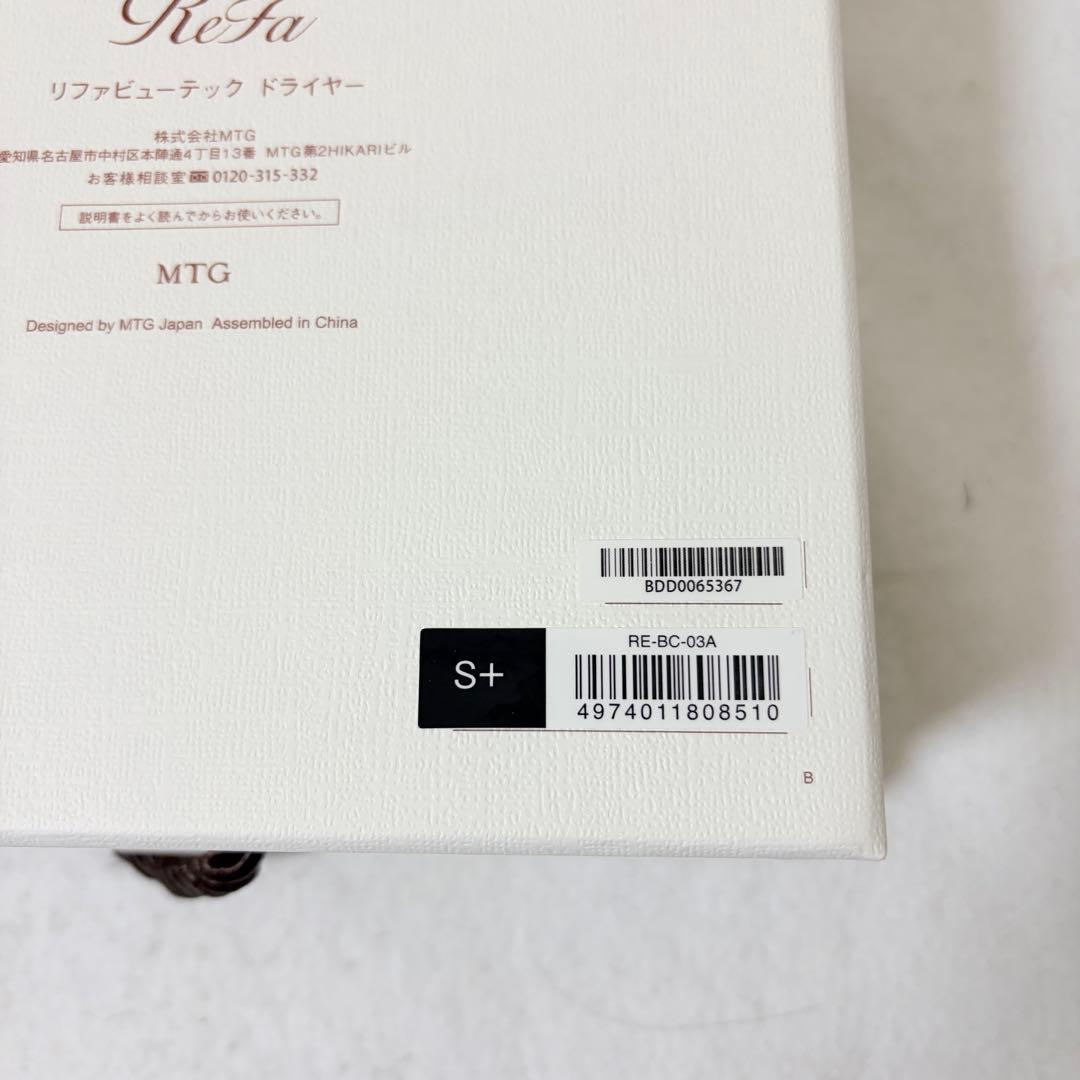 ReFa
リファビューテック ドライヤー
株式会社MTG
愛知県名古屋市中村区本陣通4丁目13番 MTG第2HIKARIビル
お客様相談室 0120-315-332
説明書をよく読んでからお使いください。
MTG
Designed by MTG Japan Assembled in China
BDD0065367
S+
RE-BC-03A
4974011808510
B